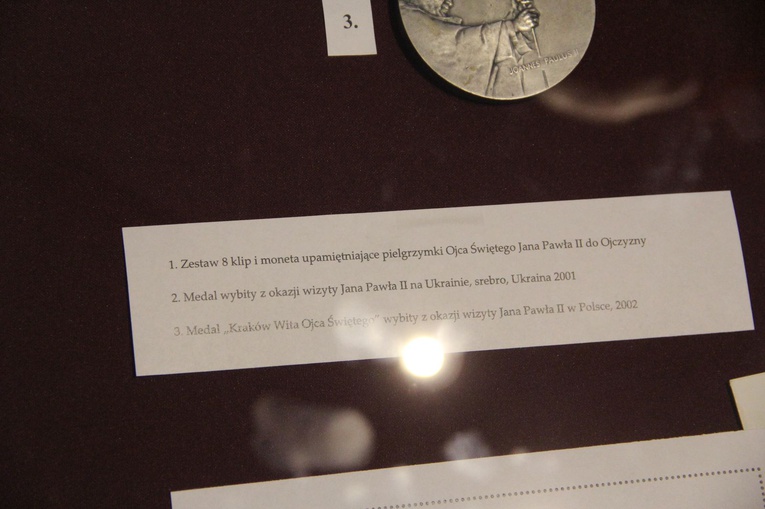 3.
JOANNES PAULUS II
1. Zestaw 8 klip i moneta upamiętniające pielgrzymki Ojca Świętego Jana Pawła II do Ojczyzny
2. Medal wybity z okazji wizyty Jana Pawła II na Ukrainie, srebro, Ukraina 2001
3. Medal „Kraków Wita Ojca Świętego” wybity z okazji wizyty Jana Pawła II w Polsce, 2002